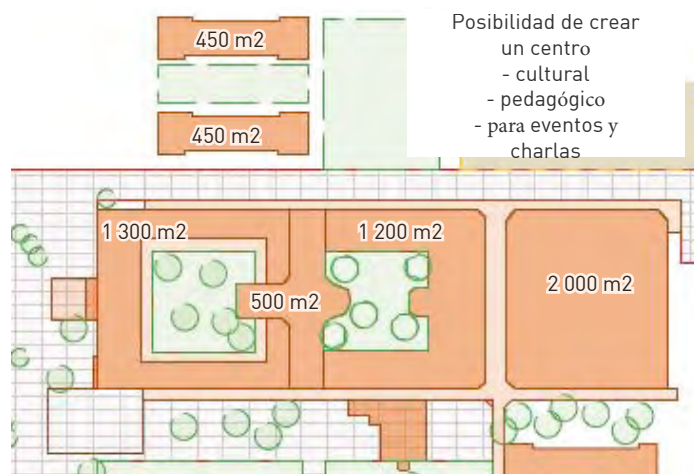 450 m2
Posibilidad de crear
un centro
- cultural
- pedagógico
- para eventos y
charlas
450 m2
1 300 m2
1 200 m2
500 m2
2 000 m2